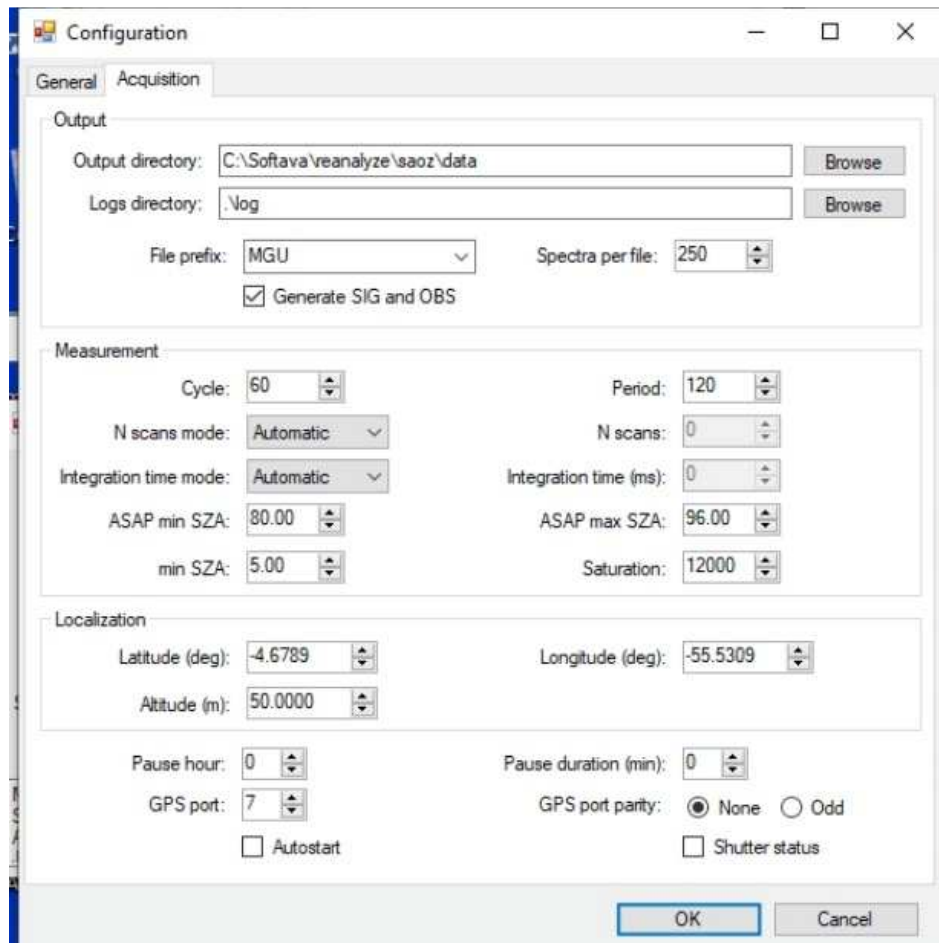 Configuration
General Acquisition
Output
Output directory: C:\Softava\reanalyze\saoz\data Browse
Logs directory: .\log Browse
File prefix: MGU Spectra per file: 250
Generate SIG and OBS
Measurement
Cycle: 60 Period: 120
N scans mode: Automatic N scans: 0
Integration time mode: Automatic Integration time (ms): 0
ASAP min SZA: 80.00 ASAP max SZA: 96.00
min SZA: 5.00 Saturation: 12000
Localization
Latitude (deg): -4.6789 Longitude (deg): -55.5309
Altitude (m): 50.0000
Pause hour: 0 Pause duration (min): 0
GPS port: 7 GPS port parity: None Odd
Autostart Shutter status
OK Cancel